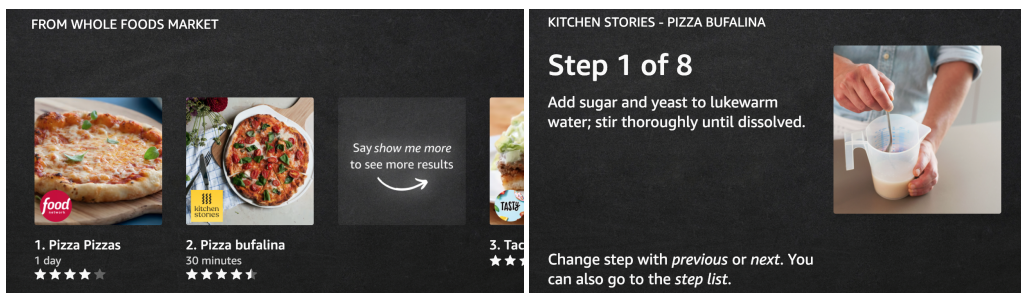 FROM WHOLE FOODS MARKET
food
network
kitchen
stories
Say show me more
to see more results
TASTY
1. Pizza Pizzas
1 day
2. Pizza bufalina
30 minutes
3. Tac
KITCHEN STORIES - PIZZA BUFALINA
Step 1 of 8
Add sugar and yeast to lukewarm
water; stir thoroughly until dissolved.
Change step with previous or next. You
can also go to the step list.